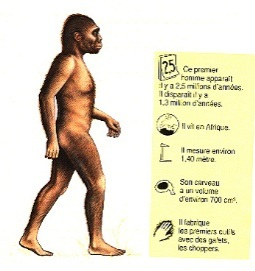 25
Ce premier
homme apparaît
il y a 2,5 millions d'années.
Il disparaît il y a
1,3 million d'années.
Il vit en Afrique.
Il mesure environ
1,40 mètre.
Son cerveau
a un volume
d'environ 700 cm³.
Il fabrique
les premiers outils
avec des galets,
les choppers.